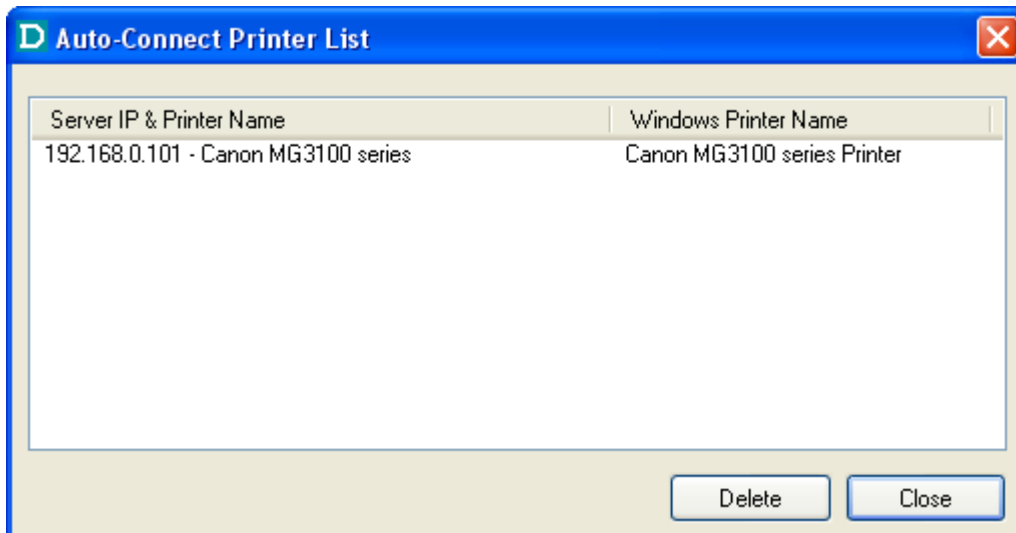 D Auto-Connect Printer List
Server IP & Printer Name Windows Printer Name
192.168.0.101 - Canon MG3100 series Canon MG3100 series Printer
Delete Close